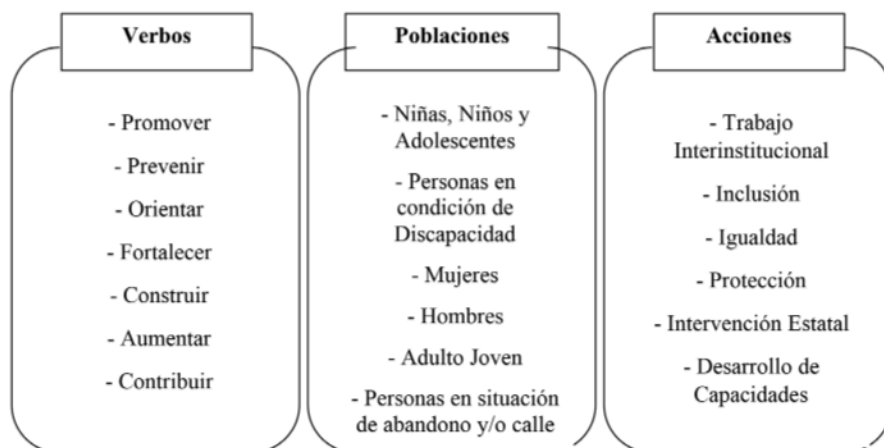 Verbos
- Promover
- Prevenir
- Orientar
- Fortalecer
- Construir
- Aumentar
- Contribuir
Poblaciones
- Niñas, Niños y
Adolescentes
- Personas en
condición de
Discapacidad
- Mujeres
- Hombres
- Adulto Joven
- Personas en situación
de abandono y/o calle
Acciones
- Trabajo
Interinstitucional
- Inclusión
- Igualdad
- Protección
- Intervención Estatal
- Desarrollo de
Capacidades